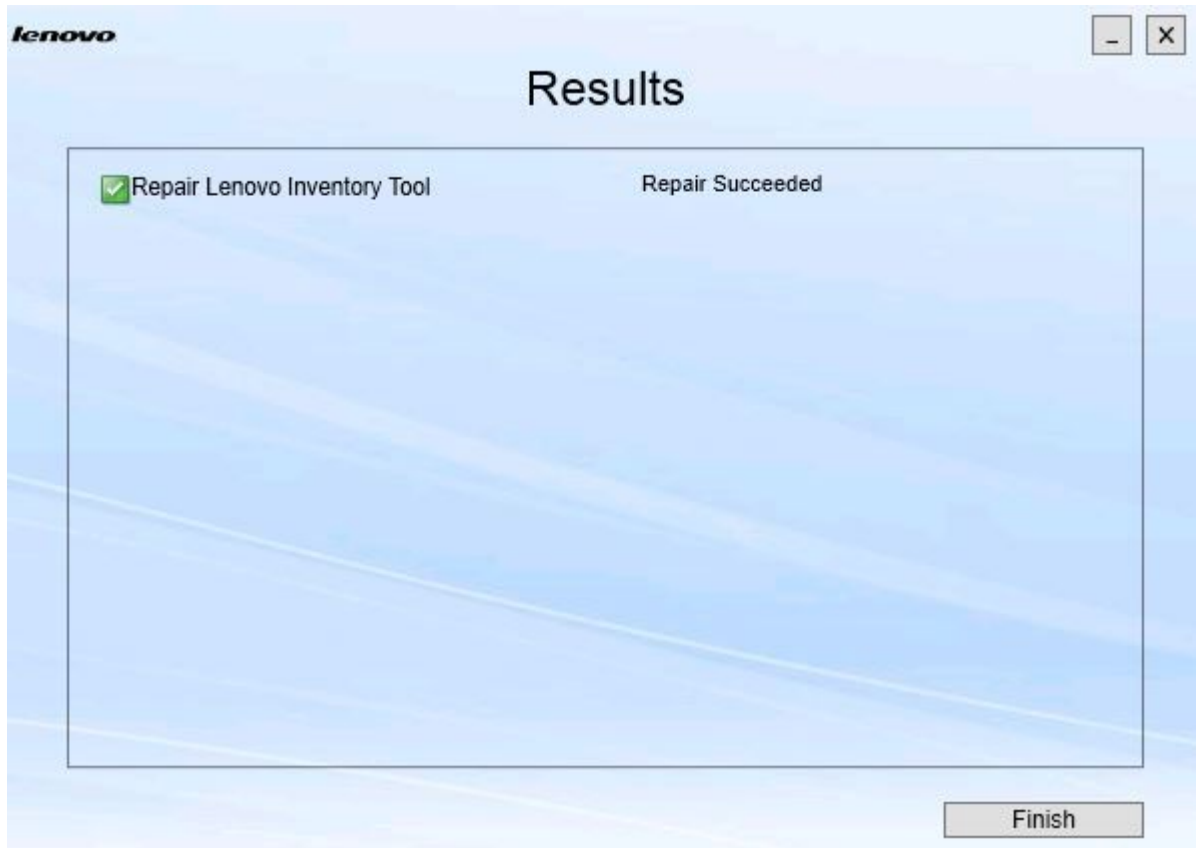 lenovo
Results
Repair Lenovo Inventory Tool Repair Succeeded
Finish